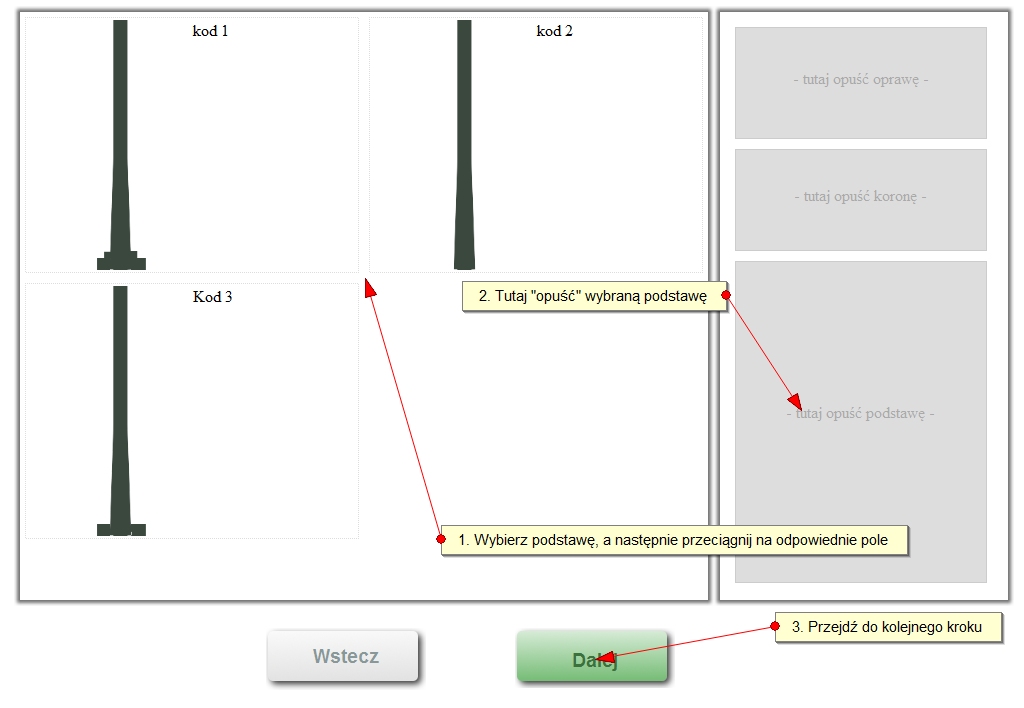 kod 1
kod 2
- tutaj opuść oprawę -
- tutaj opuść koronę -
Kod 3
2. Tutaj "opuść" wybraną podstawę
- tutaj opuść podstawę -
1. Wybierz podstawę, a następnie przeciągnij na odpowiednie pole
3. Przejdź do kolejnego kroku
Wstecz
Dalej